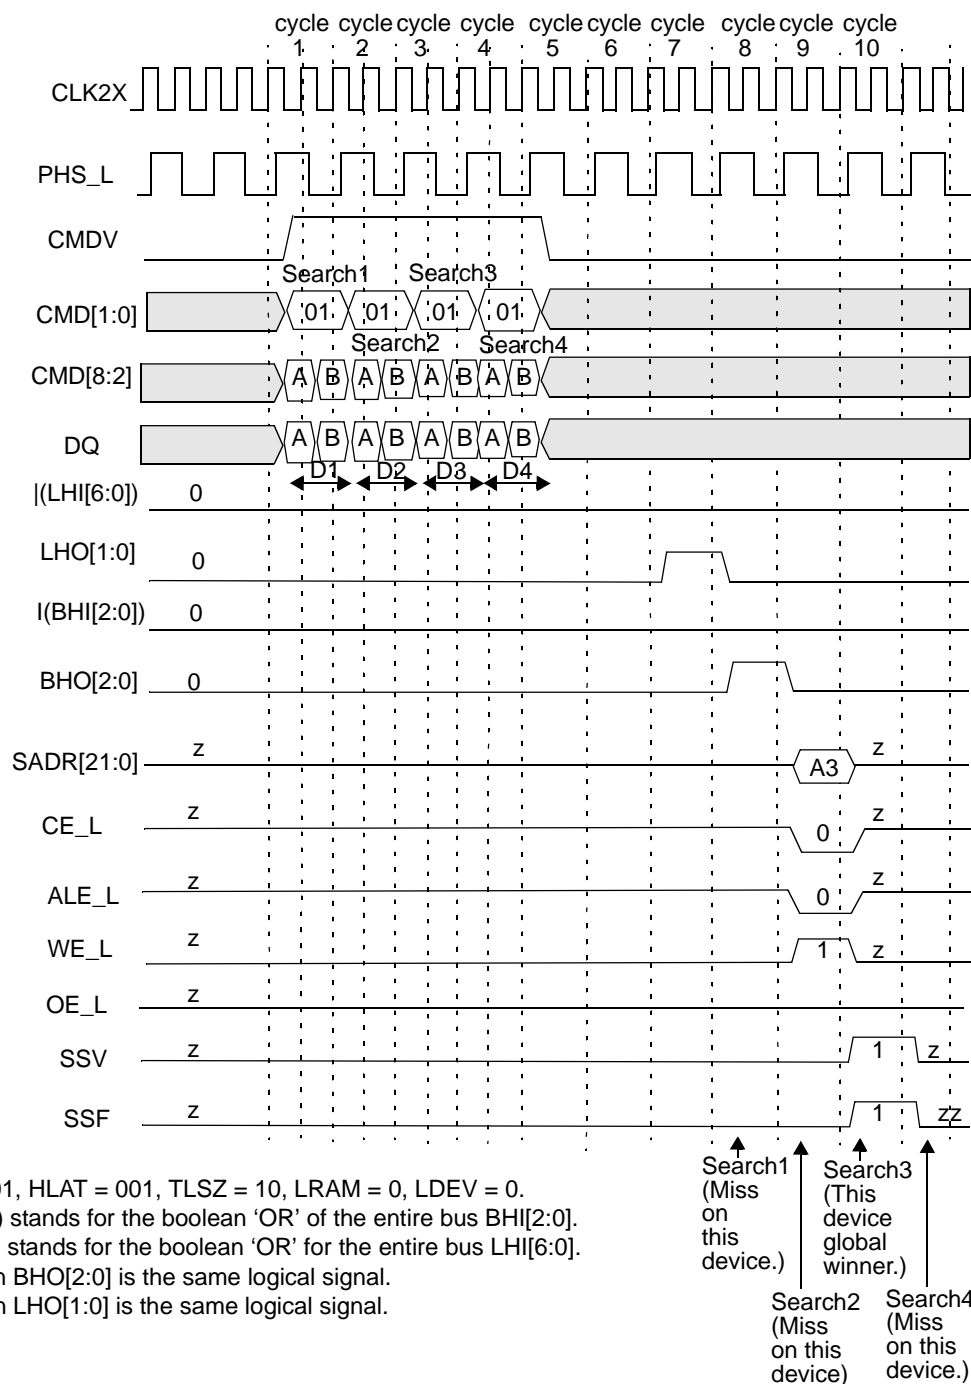 cycle cycle cycle cycle cycle cycle cycle cycle cycle cycle
1 2 3 4 5 6 7 8 9 10
CLK2X
PHS_L
CMDV
Search1 Search3
CMD[1:0] 01 01 01 01
Search2 Search4
CMD[8:2] A B A B A B A B
DQ A B A B A B A B
D1 D2 D3 D4
|(LHI[6:0]) 0
LHO[1:0] 0
I(BHI[2:0]) 0
BHO[2:0] 0
SADR[21:0] z A3 z
CE_L z 0 z
ALE_L z 0 z
WE_L z 1 z
OE_L z
SSV z 1 z
SSF z 1 zz
Search1
(Miss
on
this
device.)
Search3
(This
device
global
winner.)
Search2
(Miss
on this
device)
Search4
(Miss
on this
device.)
01, HLAT = 001, TLSZ = 10, LRAM = 0, LDEV = 0.
) stands for the boolean ‘OR’ of the entire bus BHI[2:0].
stands for the boolean ‘OR’ for the entire bus LHI[6:0].
n BHO[2:0] is the same logical signal.
n LHO[1:0] is the same logical signal.